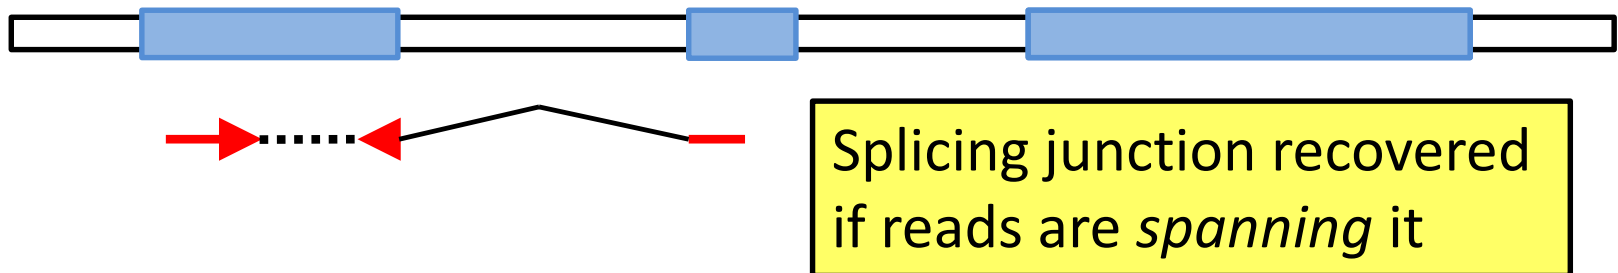 Splicing junction recovered
if reads are spanning it